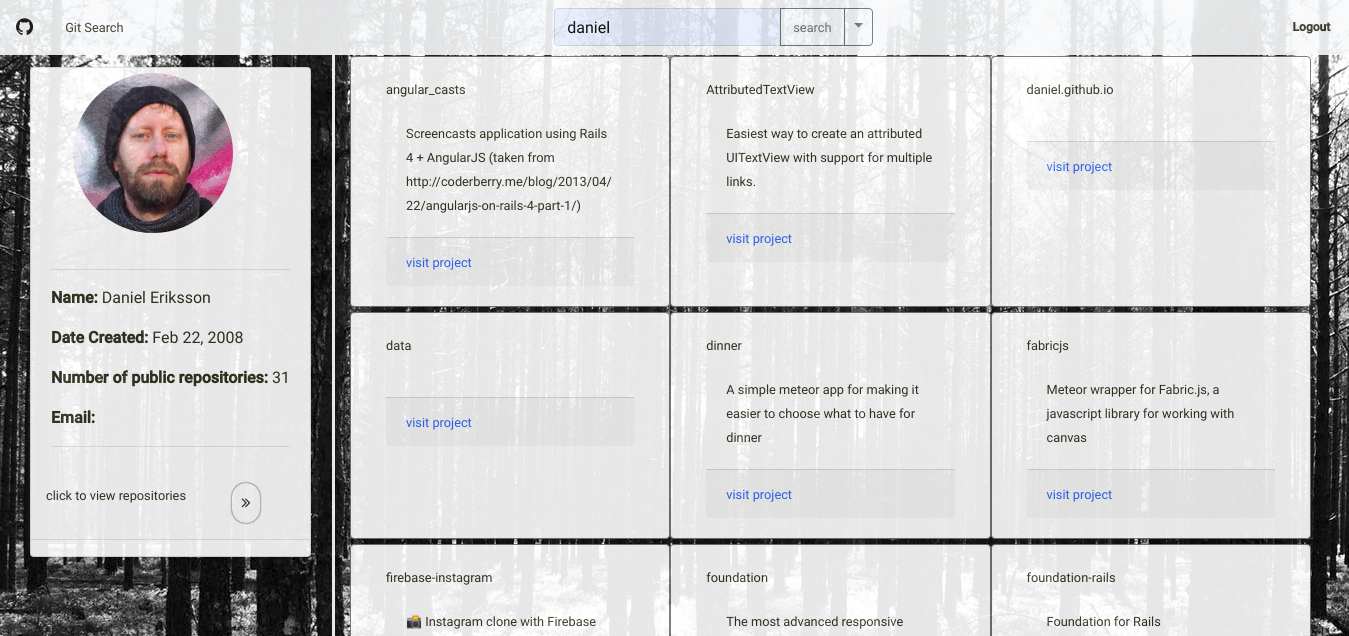 Git Search
daniel
search
Logout
Name: Daniel Eriksson
Date Created: Feb 22, 2008
Number of public repositories: 31
Email:
click to view repositories
angular_casts
Screencasts application using Rails
4 + AngularJS (taken from
http://coderberry.me/blog/2013/04/
22/angularjs-on-rails-4-part-1/)
visit project
AttributedTextView
Easiest way to create an attributed
UITextView with support for multiple
links.
visit project
daniel.github.io
visit project
data
visit project
dinner
A simple meteor app for making it
easier to choose what to have for
dinner
visit project
fabricjs
Meteor wrapper for Fabric.js, a
javascript library for working with
canvas
visit project
firebase-instagram
📸 Instagram clone with Firebase
foundation
The most advanced responsive
foundation-rails
Foundation for Rails